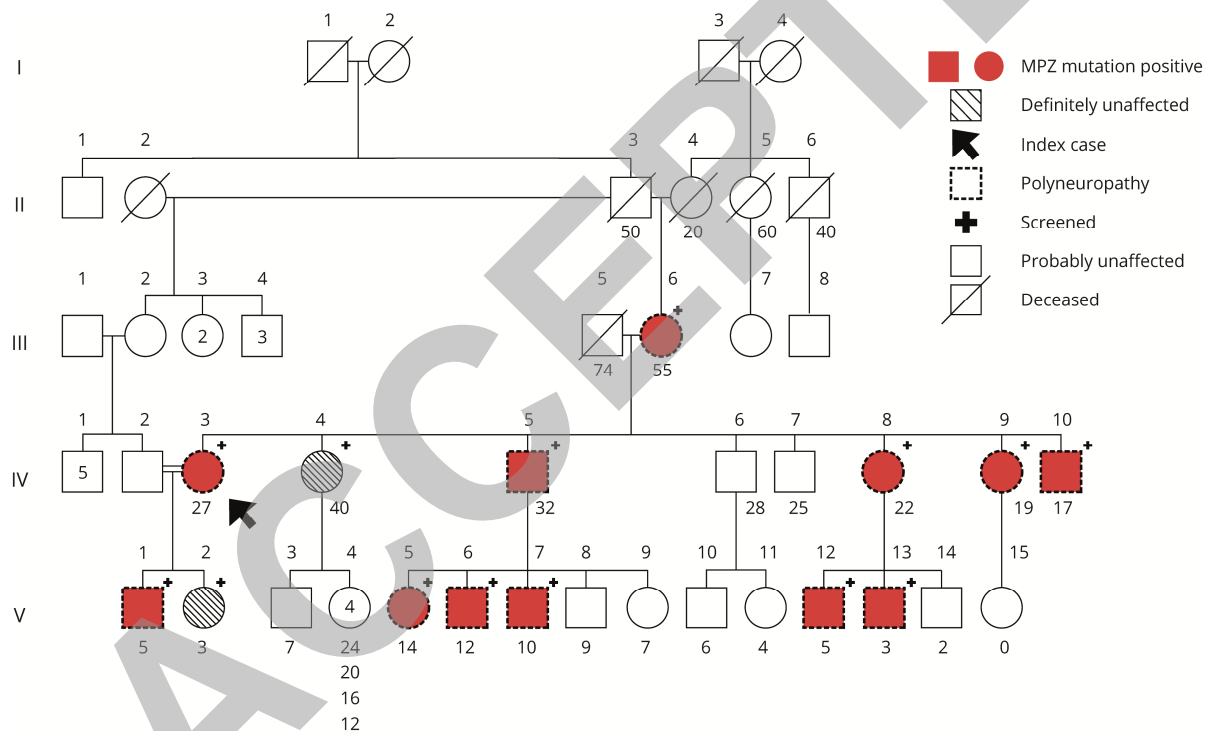 1 2 3 4
I
MPZ mutation positive
Definitely unaffected
1 2 3 4 5 6
Index case
II
Polyneuropathy
50 20 60 40
Screened
Probably unaffected
1 2 3 4 5 6 7 8
Deceased
III
2 3
74 55
1 2 3 4 5 6 7 8 9 10
IV
5
27 40 32 28 25 22 19 17
1 2 3 4 5 6 7 8 9 10 11 12 13 14 15
V
4
5 3 7 24 14 12 10 9 7 6 4 5 3 2 0
20
16
12
ACCEPTE